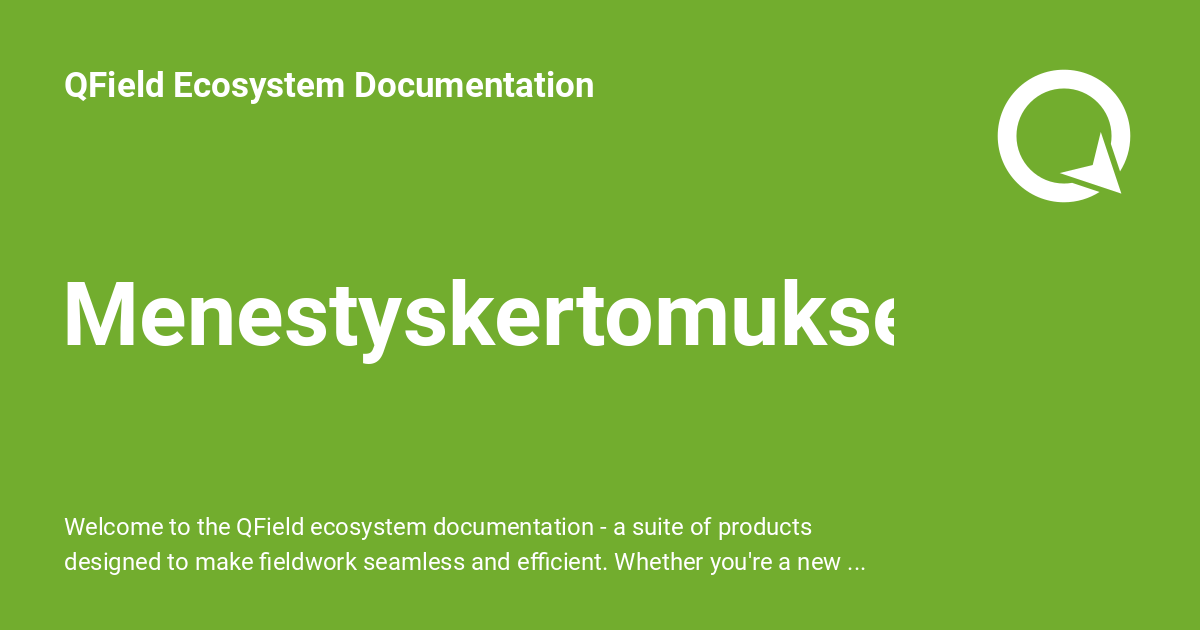 QField Ecosystem Documentation
Menestyskertomukse
Welcome to the QField ecosystem documentation - a suite of products
designed to make fieldwork seamless and efficient. Whether you're a new ...